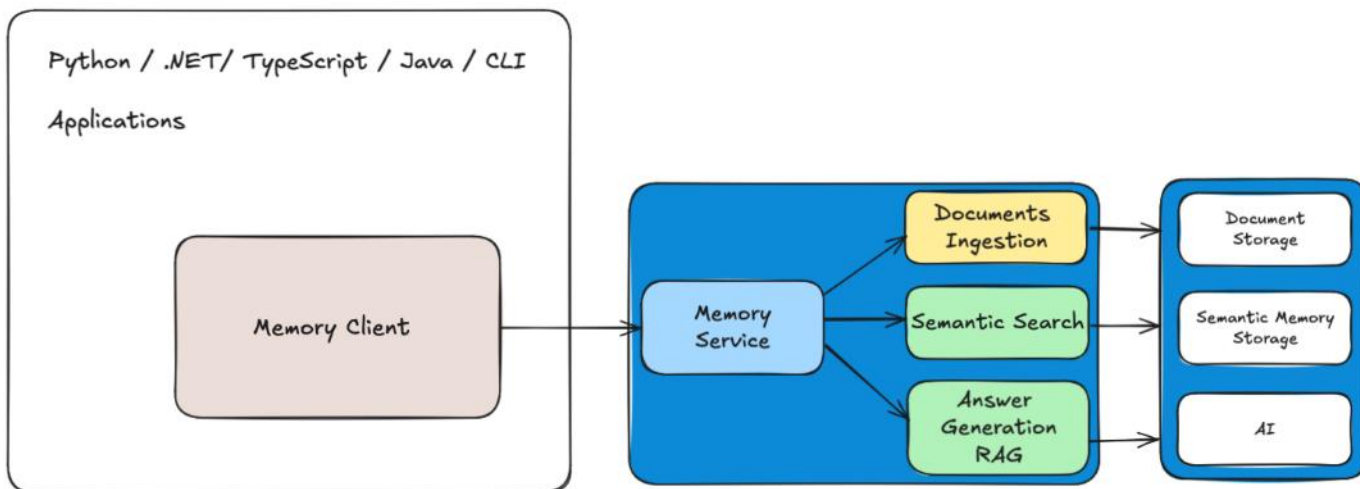 Python / .NET/ TypeScript / Java / CLI
Applications
Memory Client
Memory
Service
Documents
Ingestion
Semantic Search
Answer
Generation
RAG
Document
Storage
Semantic Memory
Storage
AI